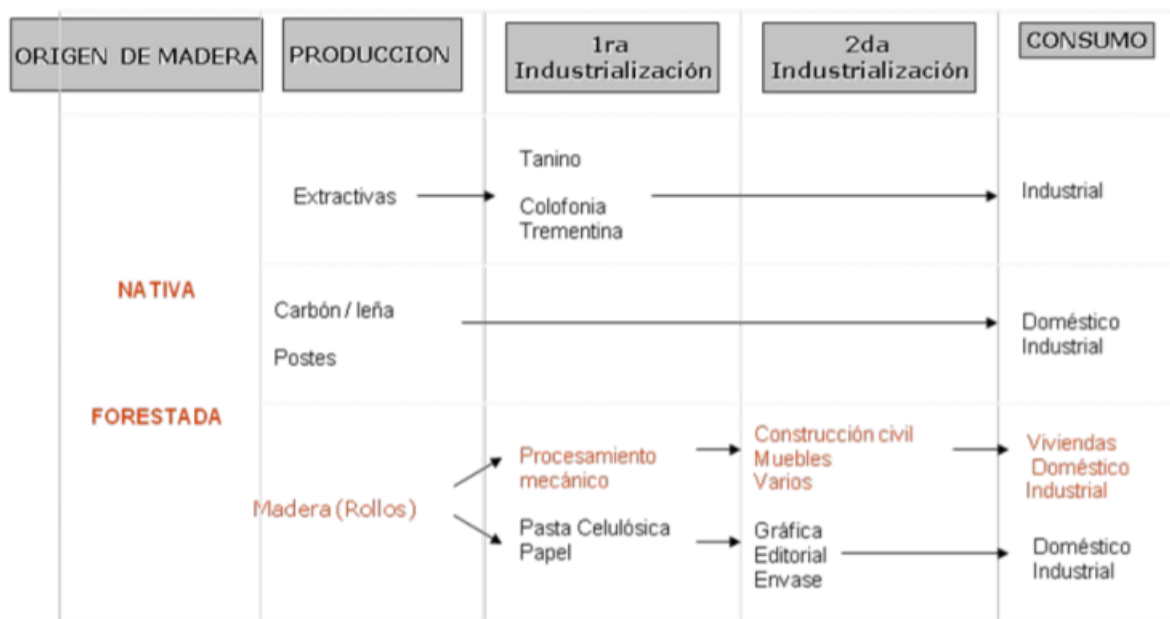 ORIGEN DE MADERA
PRODUCCION
1ra
Industrialización
2da
Industrialización
CONSUMO
NATIVA
FORESTADA
Extractivas
Tanino
Colofonia
Trementina
Industrial
Carbón / leña
Postes
Doméstico
Industrial
Madera (Rollos)
Procesamiento
mecánico
Construcción civil
Muebles
Varios
Viviendas
Doméstico
Industrial
Pasta Celulósica
Papel
Gráfica
Editorial
Envase
Doméstico
Industrial